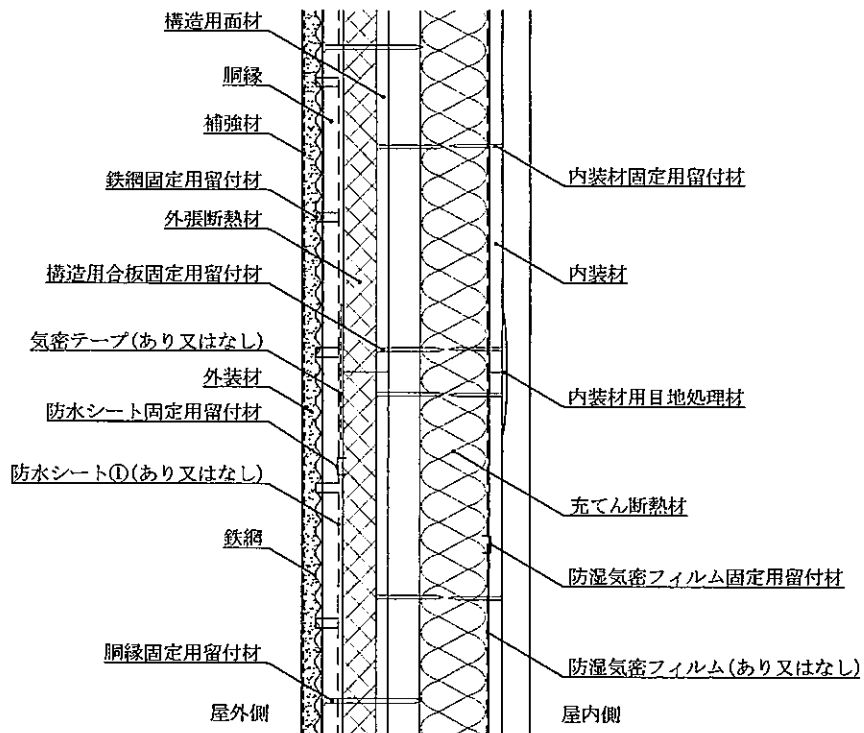 構造用面材
胴縁
補強材
鉄網固定用留付材
外張断熱材
構造用合板固定用留付材
気密テープ(あり又はなし)
外装材
防水シート固定用留付材
防水シート①(あり又はなし)
鉄網
胴縁固定用留付材
屋外側
内装材固定用留付材
内装材
内装材用目地処理材
充てん断熱材
防湿気密フィルム固定用留付材
防湿気密フィルム(あり又はなし)
屋内側